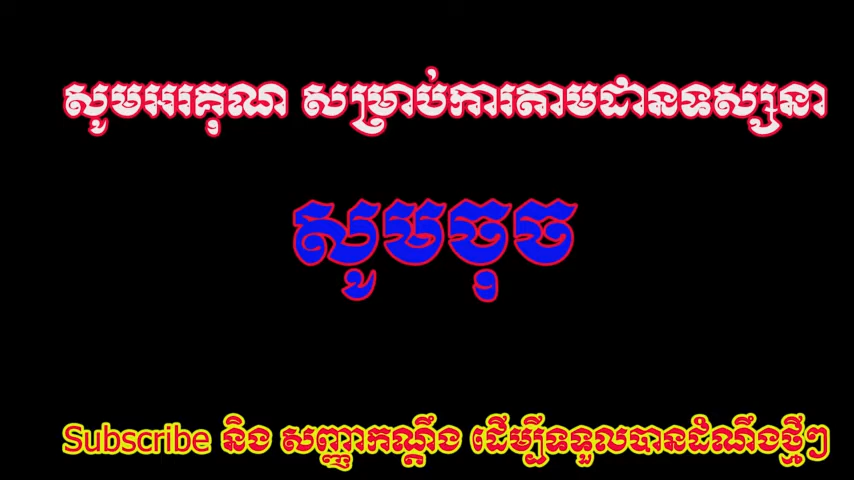 សូមអរគុណ សម្រាប់ការតាមដានទស្សនា
សូមចុច
Subscribe និង សញ្ញាកណ្ដឹង ដើម្បីទទួលបានដំណឹងថ្មីៗ